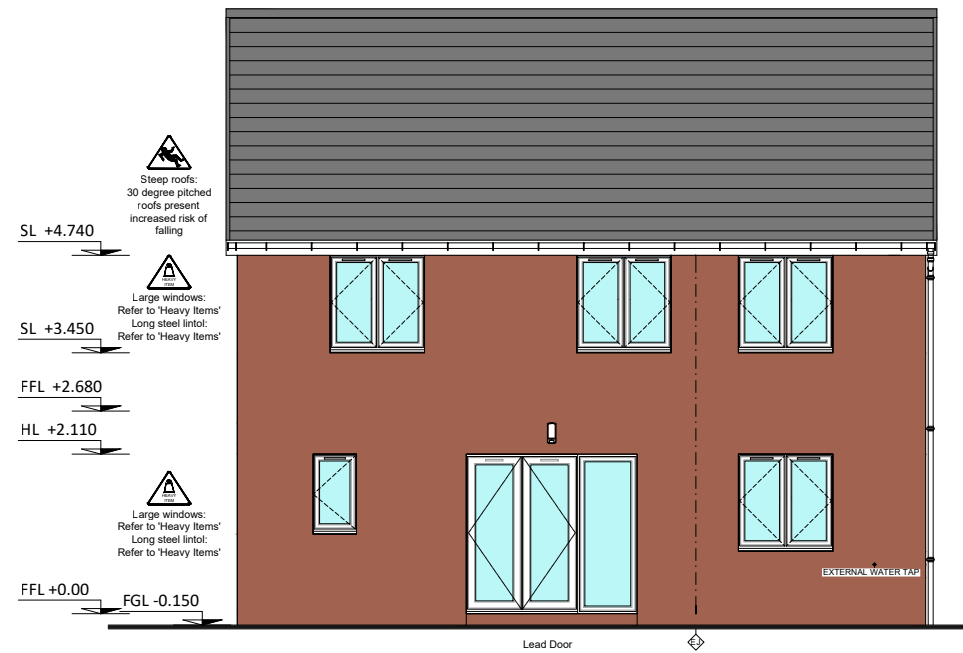 Steep roofs:
30 degree pitched
roofs present
increased risk of
falling
SL +4.740
HEAVY
ITEM
Large windows:
Refer to 'Heavy Items'
Long steel lintol:
Refer to 'Heavy Items'
SL +3.450
FFL +2.680
HL +2.110
HEAVY
ITEM
Large windows:
Refer to 'Heavy Items'
Long steel lintol:
Refer to 'Heavy Items'
EXTERNAL WATER TAP
FFL +0.00
FGL -0.150
Lead Door
EJ